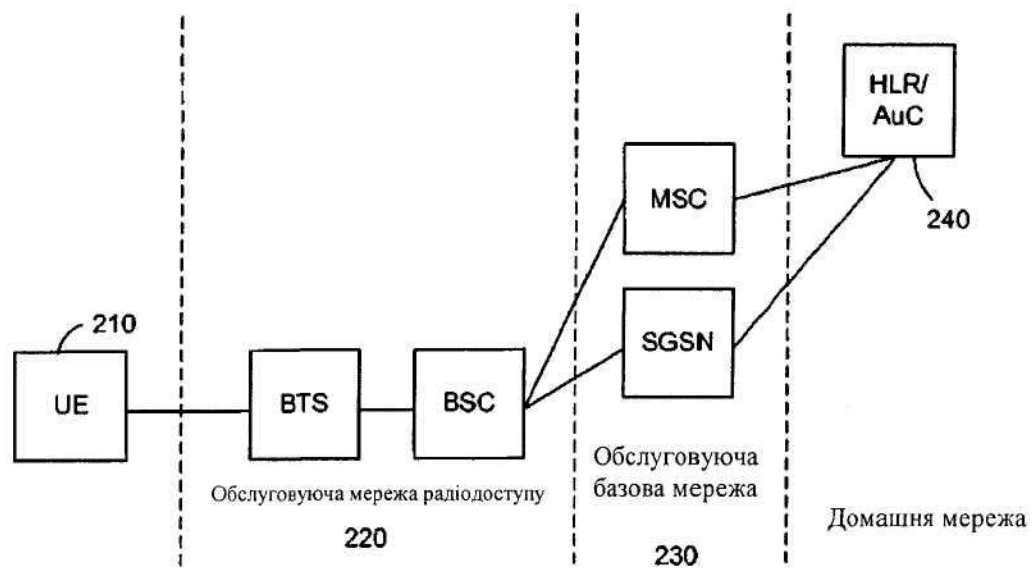 HLR/
AuC
240
MSC
SGSN
210
UE
BTS
BSC
Обслуговуюча мережа радіодоступу
220
Обслуговуюча
базова мережа
230
Домашня мережа